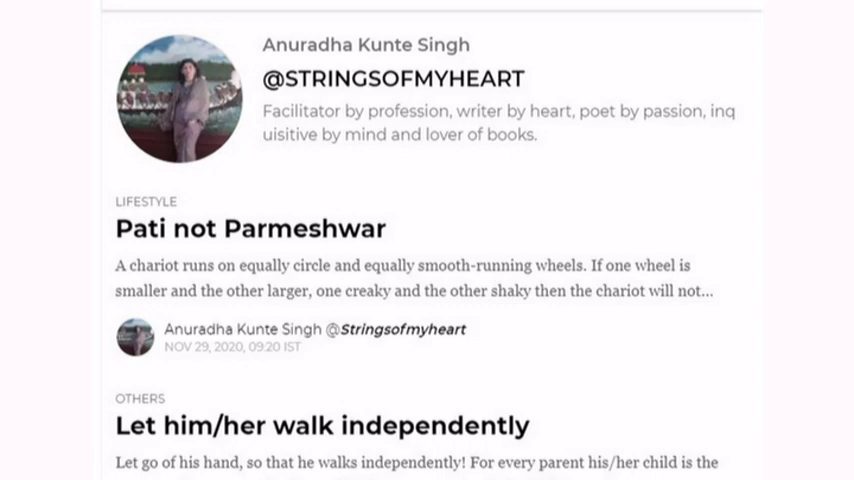 Anuradha Kunte Singh
@STRINGSOFMYHEART
Facilitator by profession, writer by heart, poet by passion, inq
uisitive by mind and lover of books.
LIFESTYLE
Pati not Parmeshwar
A chariot runs on equally circle and equally smooth-running wheels. If one wheel is
smaller and the other larger, one creaky and the other shaky then the chariot will not...
Anuradha Kunte Singh @Stringsofmyheart
NOV 29, 2020, 09:20 IST
OTHERS
Let him/her walk independently
Let go of his hand, so that he walks independently! For every parent his/her child is the